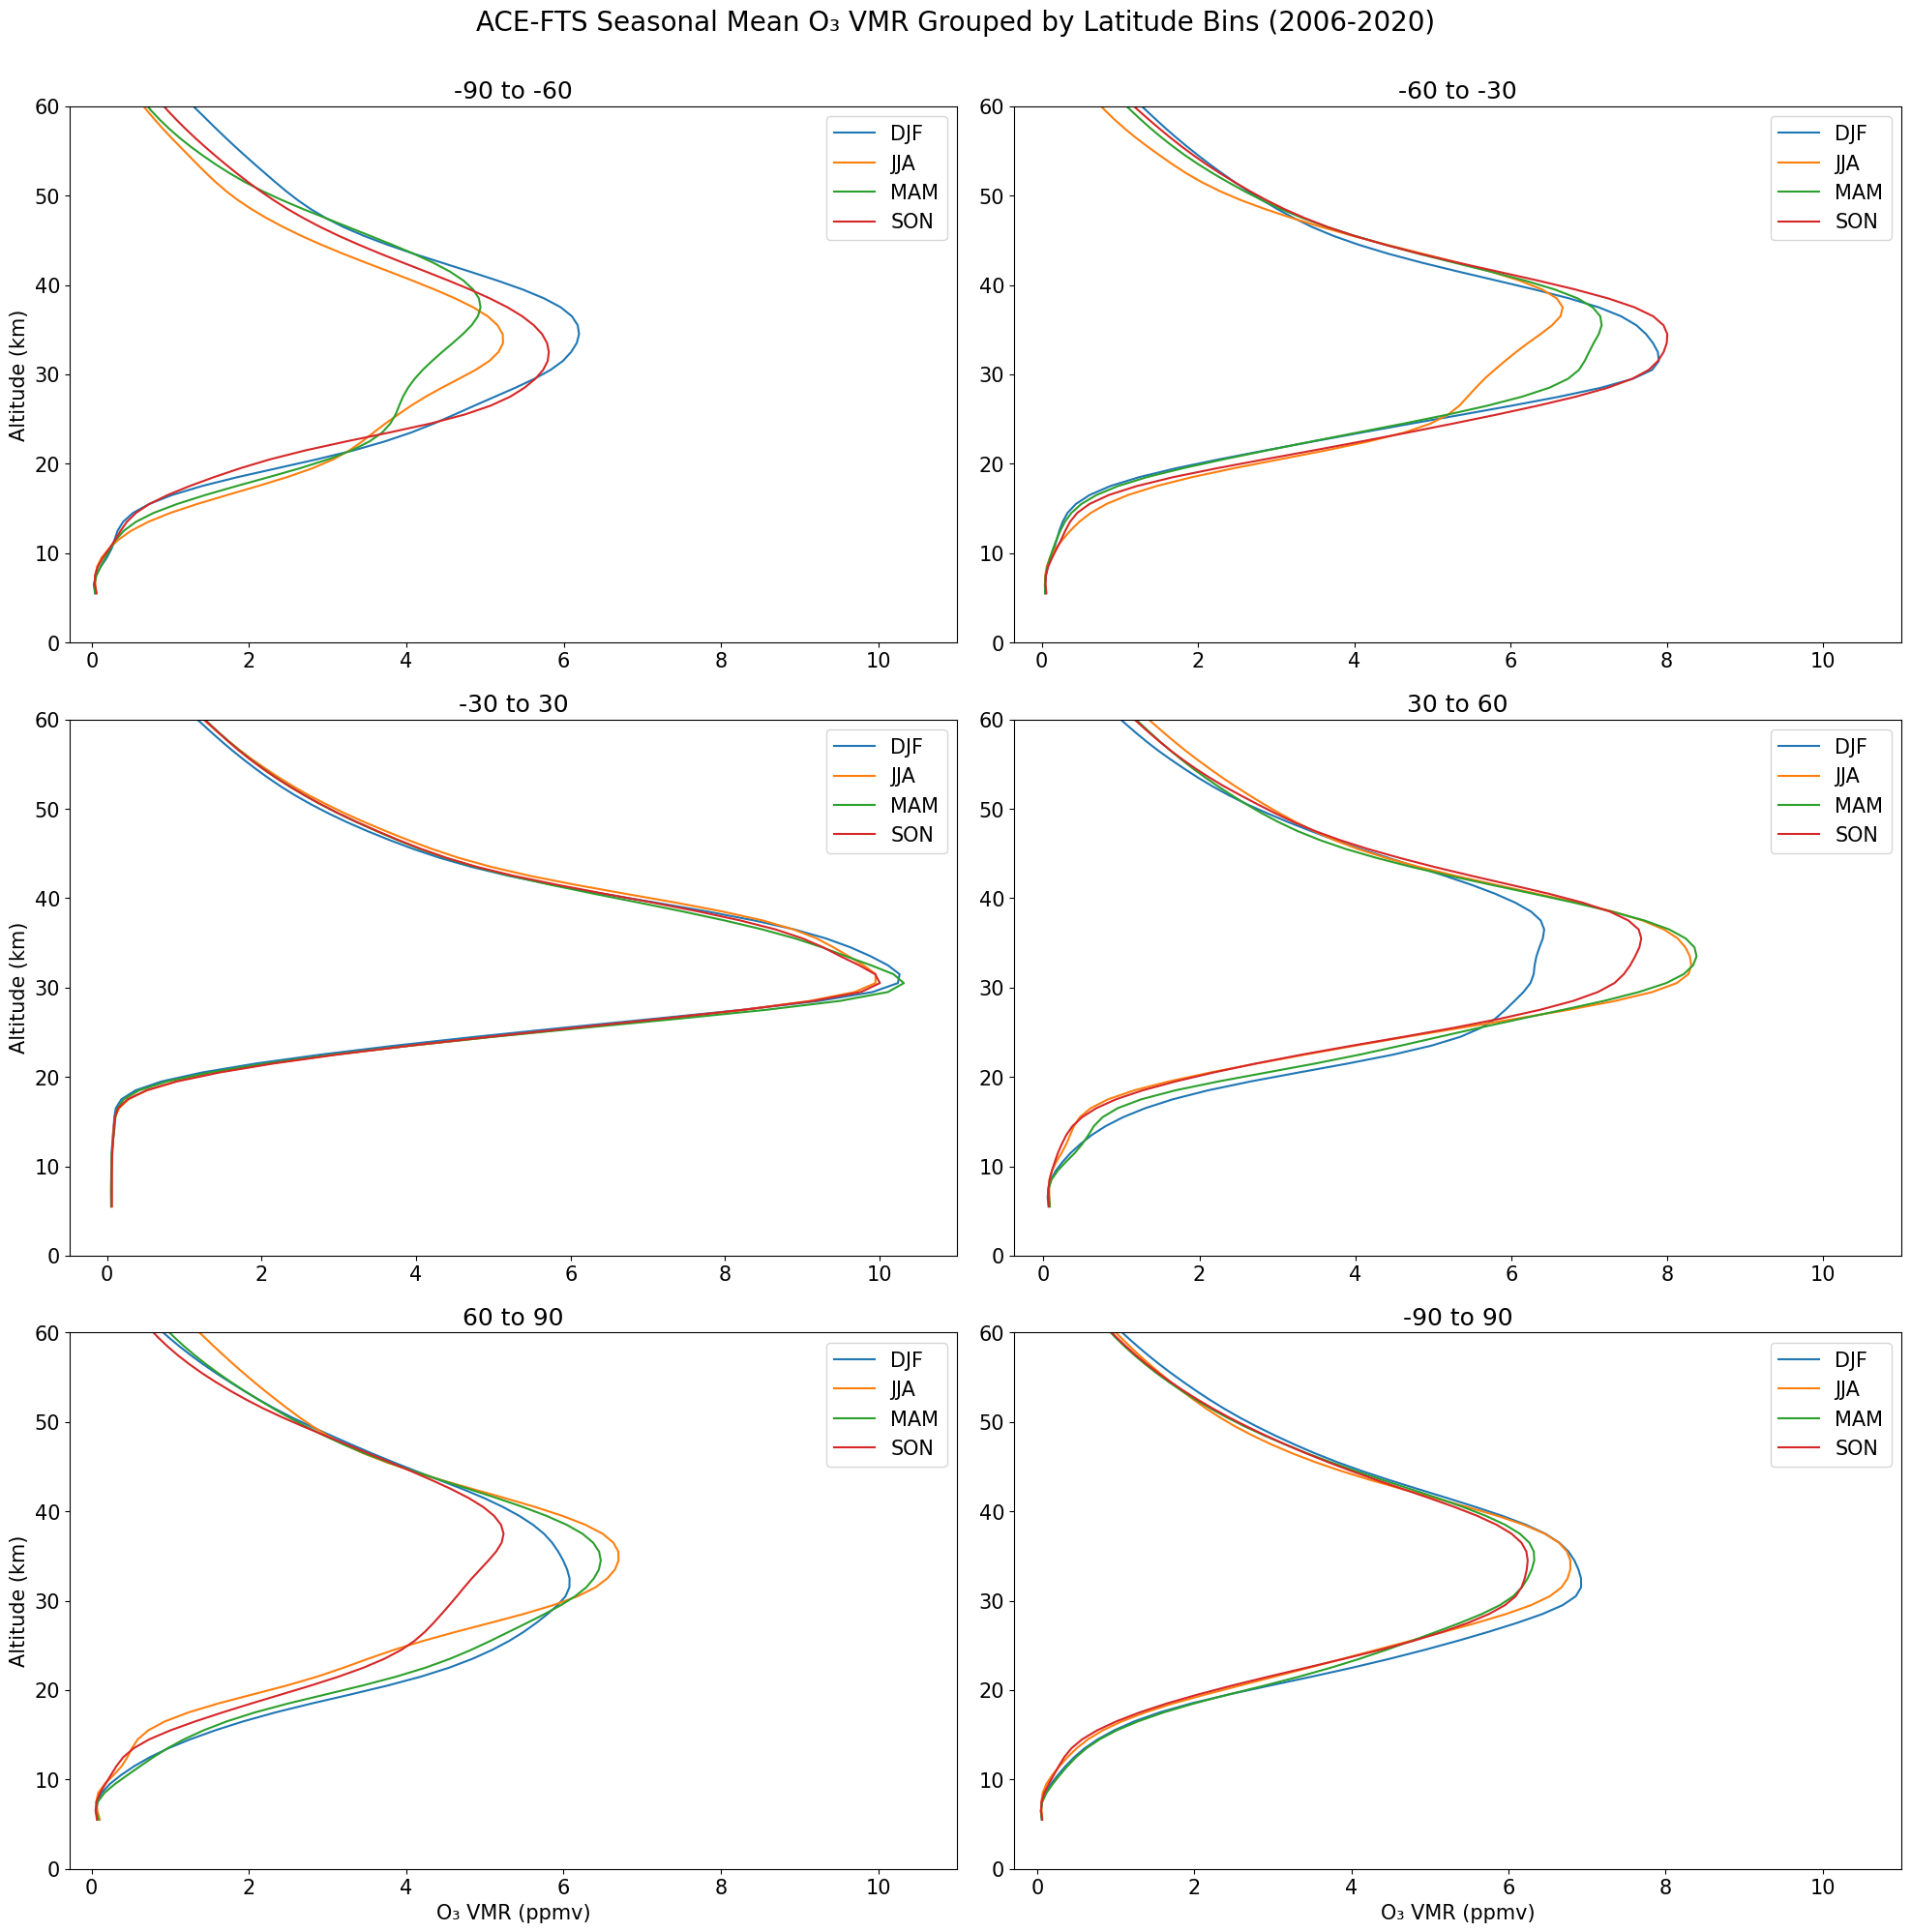 ACE-FTS Seasonal Mean O₃ VMR Grouped by Latitude Bins (2006-2020)
-90 to -60
60
50
40
30
20
10
0
Altitude (km)
0 2 4 6 8 10
DJF
JJA
MAM
SON
-60 to -30
60
50
40
30
20
10
0
0 2 4 6 8 10
DJF
JJA
MAM
SON
-30 to 30
60
50
40
30
20
10
0
Altitude (km)
0 2 4 6 8 10
DJF
JJA
MAM
SON
30 to 60
60
50
40
30
20
10
0
0 2 4 6 8 10
DJF
JJA
MAM
SON
60 to 90
60
50
40
30
20
10
0
Altitude (km)
0 2 4 6 8 10
O₃ VMR (ppmv)
DJF
JJA
MAM
SON
-90 to 90
60
50
40
30
20
10
0
0 2 4 6 8 10
O₃ VMR (ppmv)
DJF
JJA
MAM
SON